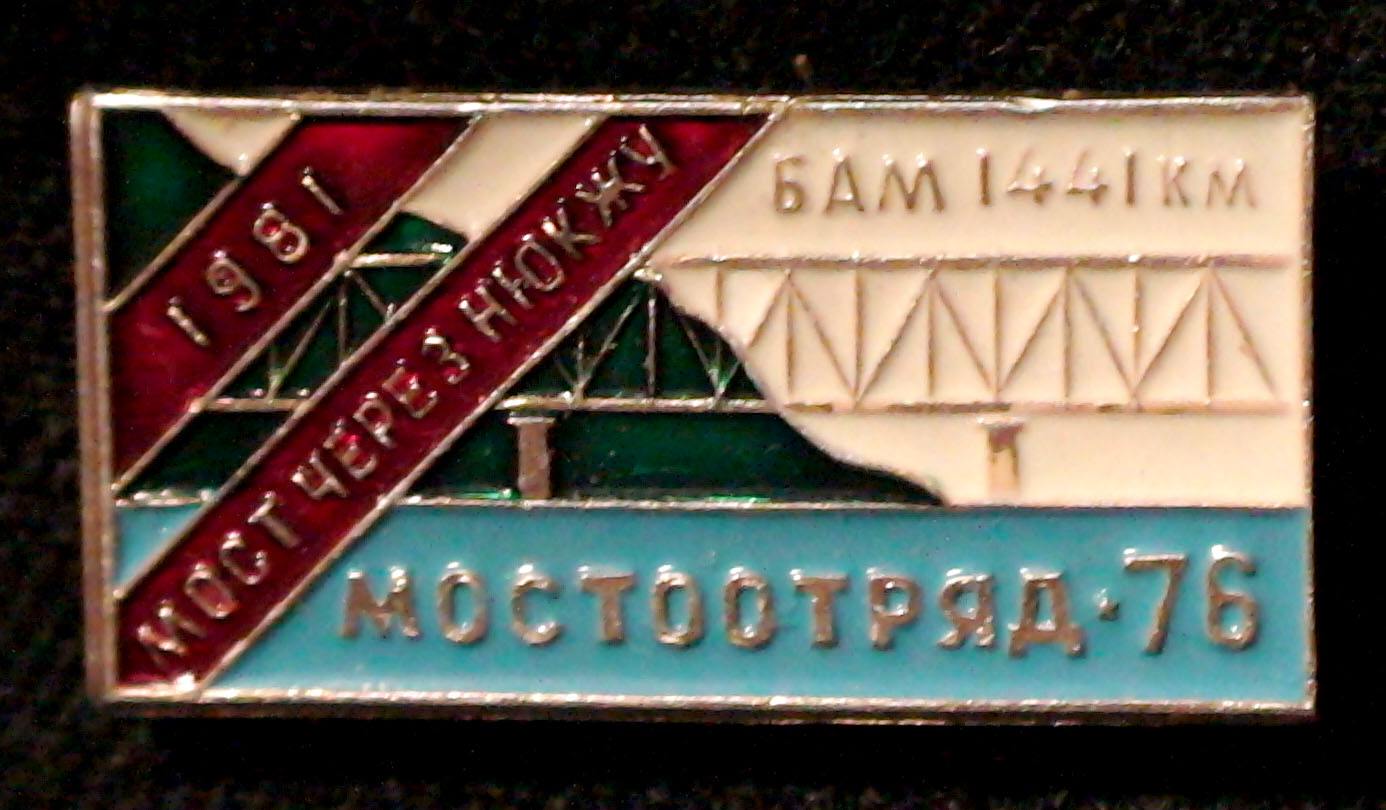 1981
МОСТ ЧЕРЕЗ НЮКЖУ
БАМ 1441 КМ
МОСТООТРЯД·76